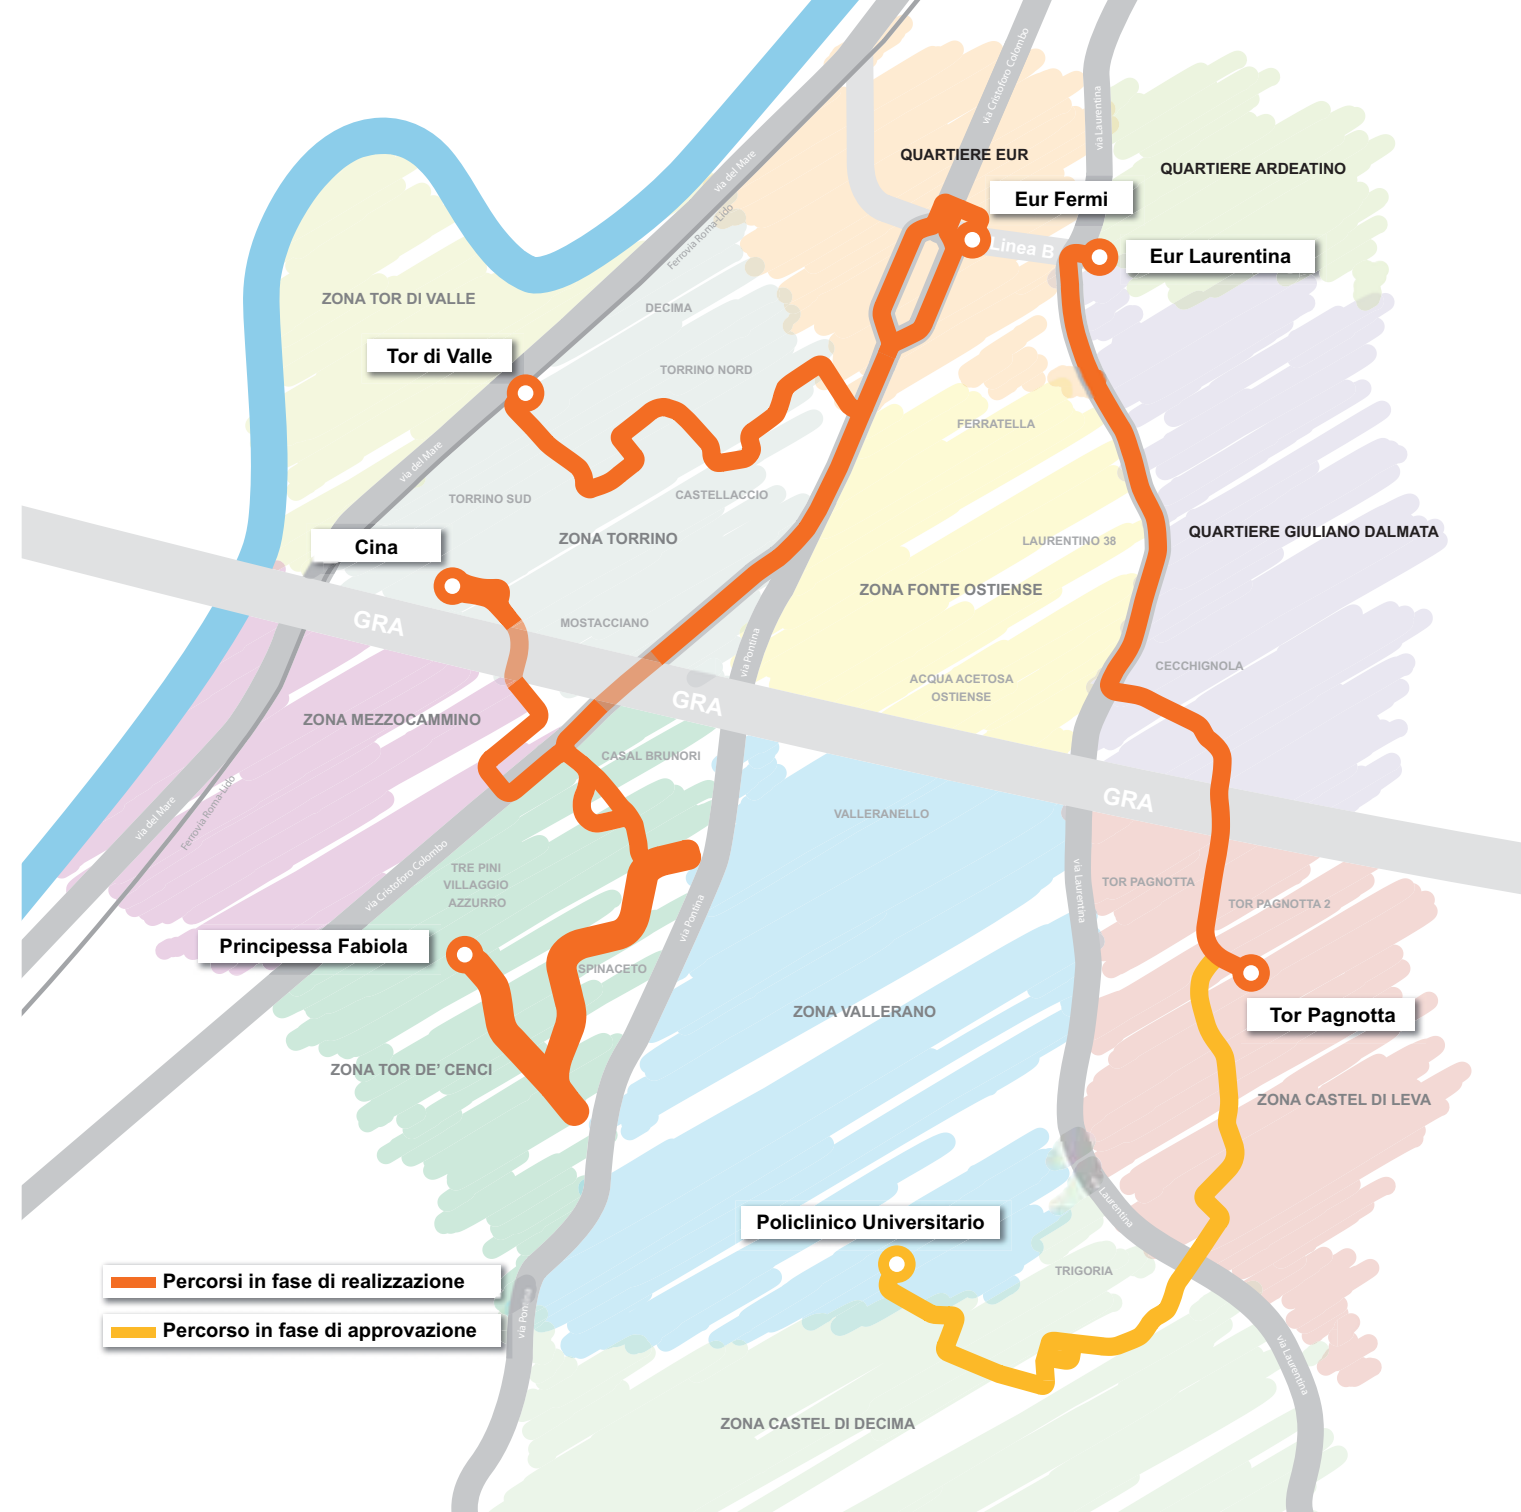 via Cristoforo Colombo
via Laurentina
QUARTIERE EUR
via del Mare
QUARTIERE ARDEATINO
Eur Fermi
Ferrovia Roma-Lido
Linea B
Eur Laurentina
ZONA TOR DI VALLE
DECIMA
Tor di Valle
TORRINO NORD
FERRATELLA
via del Mare
TORRINO SUD
CASTELLACCIO
QUARTIERE GIULIANO DALMATA
ZONA TORRINO
LAURENTINO 38
Cina
ZONA FONTE OSTIENSE
GRA
MOSTACCIANO
via Pontina
CECCHIGNOLA
ACQUA ACETOSA
OSTIENSE
GRA
ZONA MEZZOCAMMINO
CASAL BRUNORI
GRA
via del Mare
Ferrovia Roma-Lido
VALLERANELLO
via Cristoforo Colombo
TRE PINI
VILLAGGIO
AZZURRO
via Laurentina
TOR PAGNOTTA
TOR PAGNOTTA 2
via Pontina
Principessa Fabiola
SPINACETO
ZONA VALLERANO
Tor Pagnotta
ZONA TOR DE’ CENCI
ZONA CASTEL DI LEVA
via Laurentina
Policlinico Universitario
TRIGORIA
Percorsi in fase di realizzazione
via Pontina
Percorso in fase di approvazione
via Laurentina
ZONA CASTEL DI DECIMA